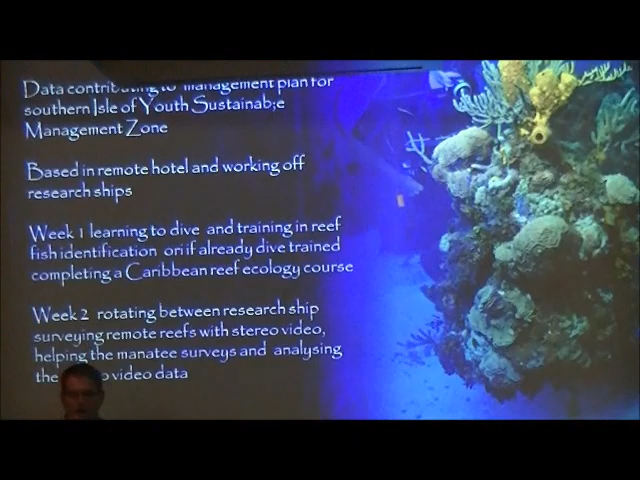 Data contributing to management plan for
southern Isle of Youth Sustainab;e
Management Zone
Based in remote hotel and working off
research ships
Week 1 learning to dive and training in reef
fish identification ori if already dive trained
completing a Caribbean reef ecology course
Week 2 rotating between research ship
surveying remote reefs with stereo video,
helping the manatee surveys and analysing
the video data